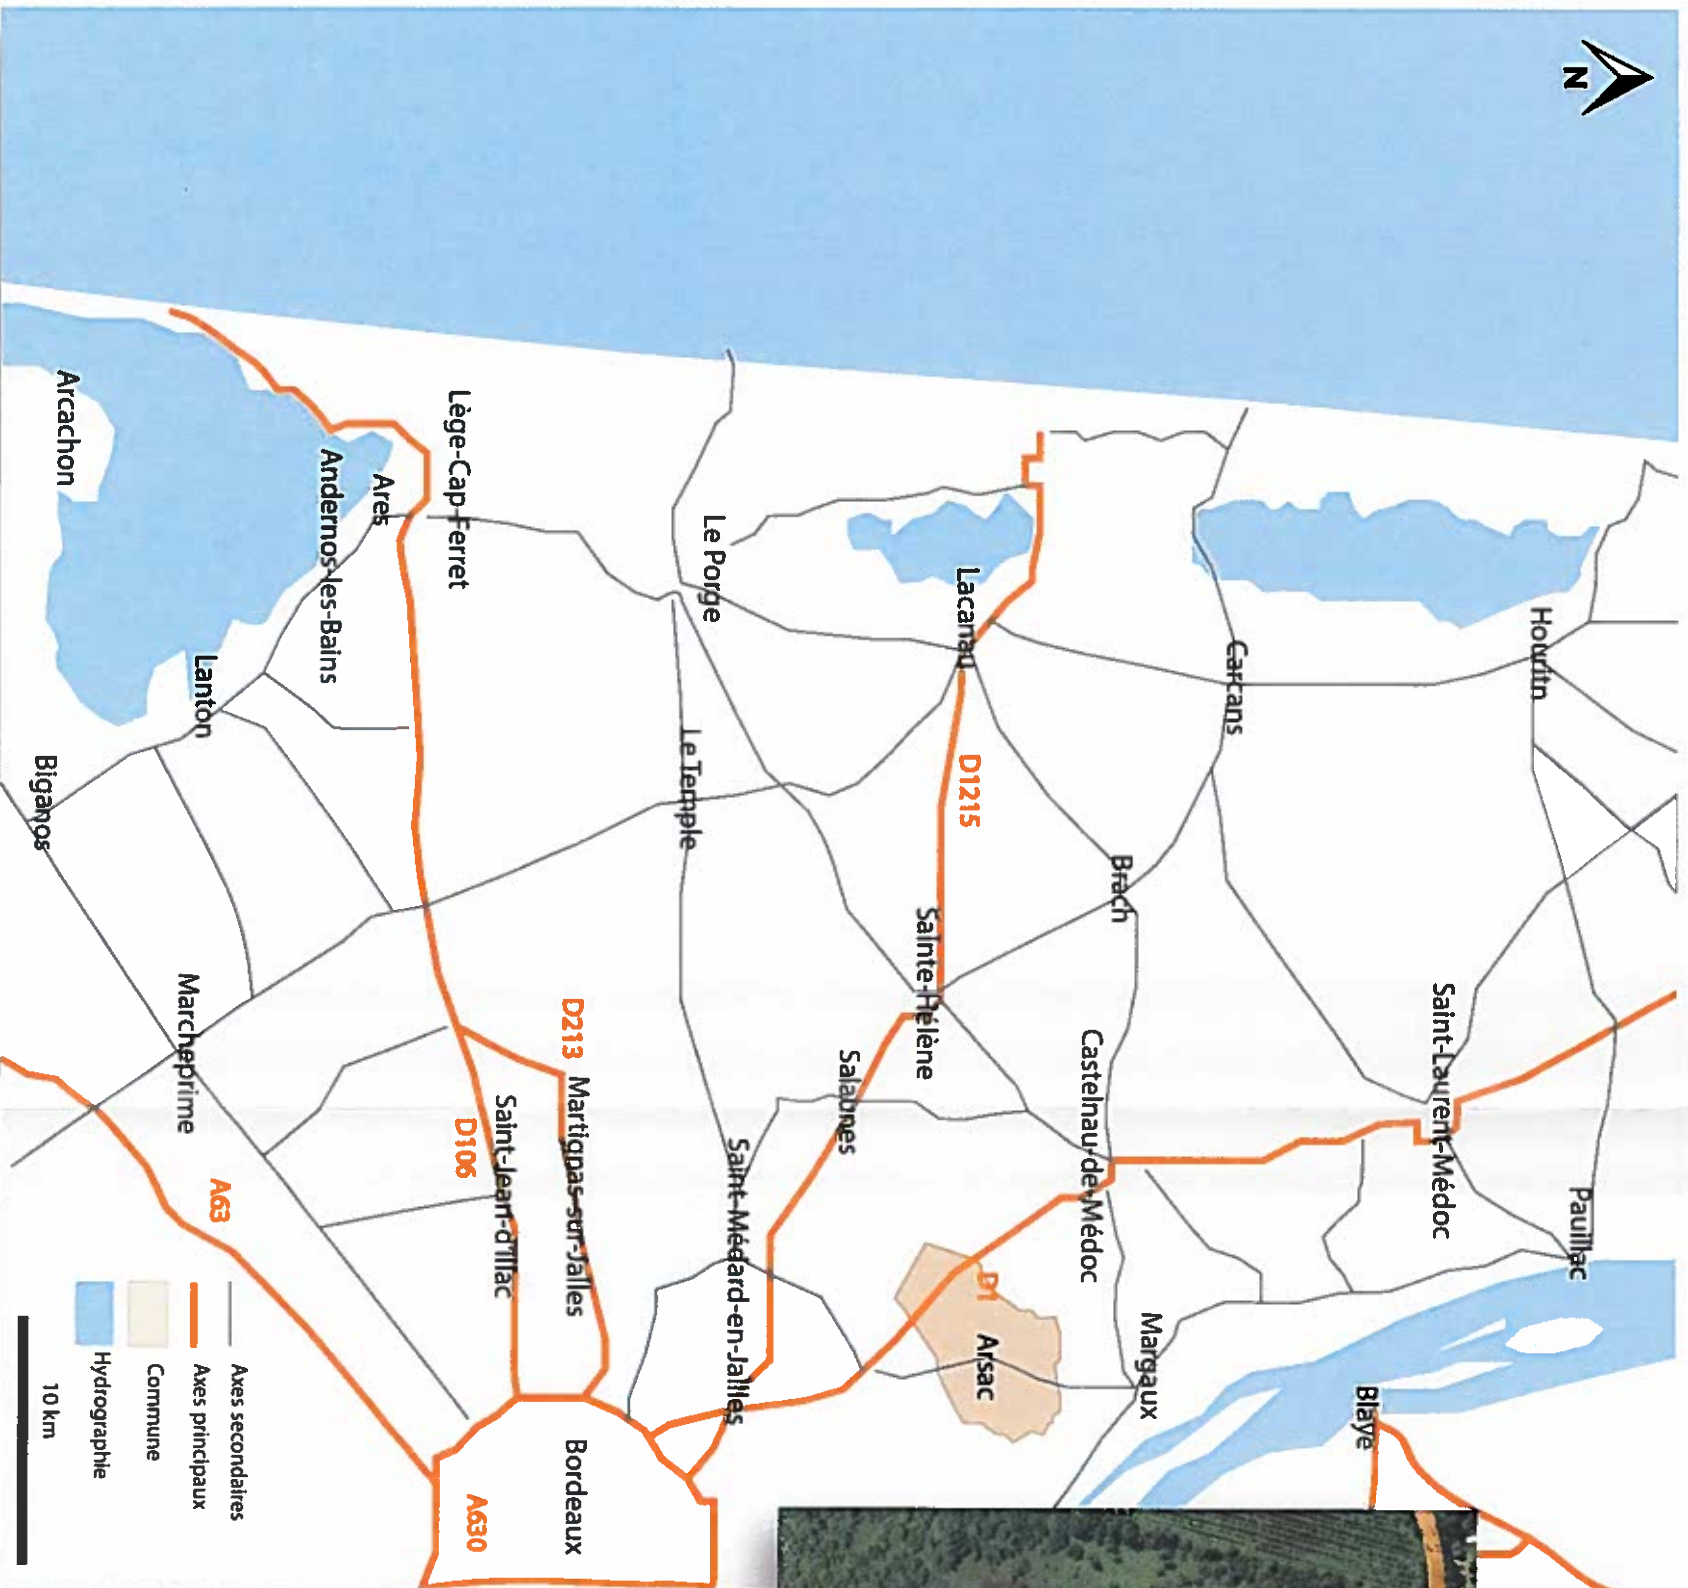 N
Hourtin
Pauillac
Saint-Laurent-Médoc
Blaye
Carcans
Brach
Castelnau-de-Médoc
Margaux
Lacanau
D1215
Sainte-Hélène
D1
Arsac
Salaunes
Le Porge
Le Temple
Saint-Médard-en-Jalles
Lège-Cap-Ferret
D213
Martignas-sur-Jalles
Bordeaux
Ares
Andernos-les-Bains
Saint-Jean-d'Illac
D106
A630
Lanton
Marcheprime
A63
Arcachon
Biganos
Axes secondaires
Axes principaux
Commune
Hydrographie
10 km